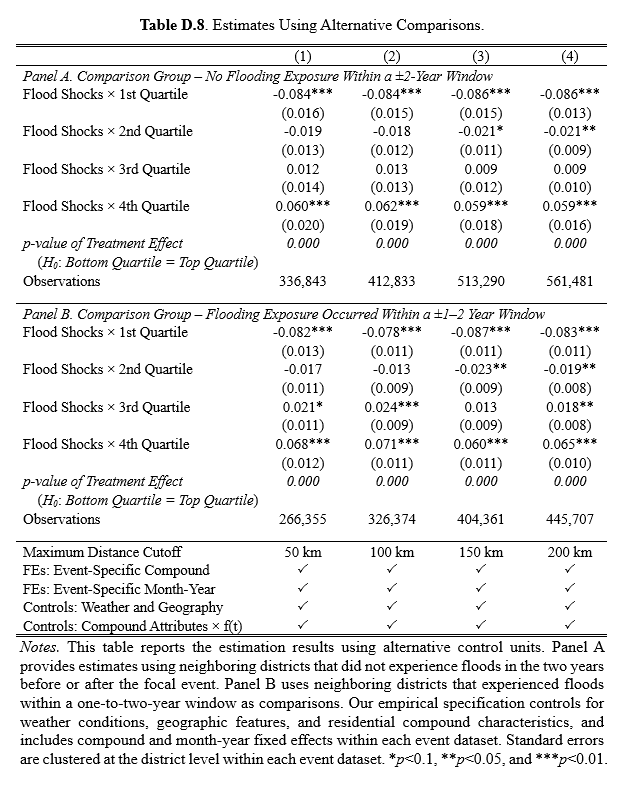 Table D.8. Estimates Using Alternative Comparisons.
(1) (2) (3) (4)
Panel A. Comparison Group – No Flooding Exposure Within a ±2-Year Window
Flood Shocks × 1st Quartile -0.084*** -0.084*** -0.086*** -0.086***
(0.016) (0.015) (0.015) (0.013)
Flood Shocks × 2nd Quartile -0.019 -0.018 -0.021* -0.021**
(0.013) (0.012) (0.011) (0.009)
Flood Shocks × 3rd Quartile 0.012 0.013 0.009 0.009
(0.014) (0.013) (0.012) (0.010)
Flood Shocks × 4th Quartile 0.060*** 0.062*** 0.059*** 0.059***
(0.020) (0.019) (0.018) (0.016)
p-value of Treatment Effect 0.000 0.000 0.000 0.000
(H₀: Bottom Quartile = Top Quartile)
Observations 336,843 412,833 513,290 561,481
Panel B. Comparison Group – Flooding Exposure Occurred Within a ±1–2 Year Window
Flood Shocks × 1st Quartile -0.082*** -0.078*** -0.087*** -0.083***
(0.013) (0.011) (0.011) (0.011)
Flood Shocks × 2nd Quartile -0.017 -0.013 -0.023** -0.019**
(0.011) (0.009) (0.009) (0.008)
Flood Shocks × 3rd Quartile 0.021* 0.024*** 0.013 0.018**
(0.011) (0.009) (0.009) (0.008)
Flood Shocks × 4th Quartile 0.068*** 0.071*** 0.060*** 0.065***
(0.012) (0.011) (0.011) (0.010)
p-value of Treatment Effect 0.000 0.000 0.000 0.000
(H₀: Bottom Quartile = Top Quartile)
Observations 266,355 326,374 404,361 445,707
Maximum Distance Cutoff 50 km 100 km 150 km 200 km
FEs: Event-Specific Compound ✓ ✓ ✓ ✓
FEs: Event-Specific Month-Year ✓ ✓ ✓ ✓
Controls: Weather and Geography ✓ ✓ ✓ ✓
Controls: Compound Attributes × f(t) ✓ ✓ ✓ ✓
Notes. This table reports the estimation results using alternative control units. Panel A
provides estimates using neighboring districts that did not experience floods in the two years
before or after the focal event. Panel B uses neighboring districts that experienced floods
within a one-to-two-year window as comparisons. Our empirical specification controls for
weather conditions, geographic features, and residential compound characteristics, and
includes compound and month-year fixed effects within each event dataset. Standard errors
are clustered at the district level within each event dataset. *p<0.1, **p<0.05, and ***p<0.01.